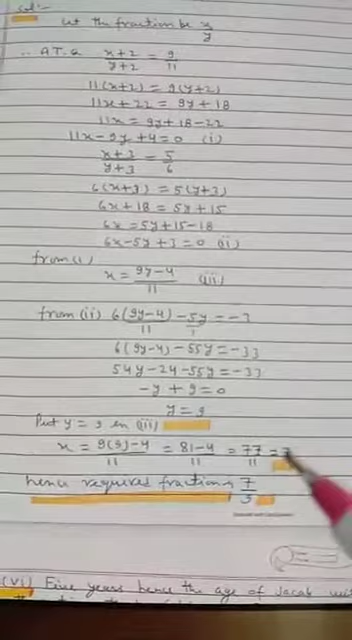 Sol:-
let the fraction be x/y
∴ A.T.Q x+2/y+2 = 9/11
11(x+2) = 9(y+2)
11x+22 = 9y+18
11x = 9y+18-22
11x-9y+4=0 (i)
x+3/y+3 = 5/6
6(x+3) = 5(y+3)
6x+18 = 5y+15
6x = 5y+15-18
6x-5y+3=0 (ii)
from(i)
x = 9y-4/11 (iii)
from (ii) 6(9y-4)/11 - 5y/1 = -3
6(9y-4)-55y=-33
54y-24-55y=-33
-y+9=0
y=9
Put y=9 in (iii)
x = 9(9)-4/11 = 81-4/11 = 77/11 = 7
hence required fraction, 7/9
(vi) Five years hence the age of Jacob will